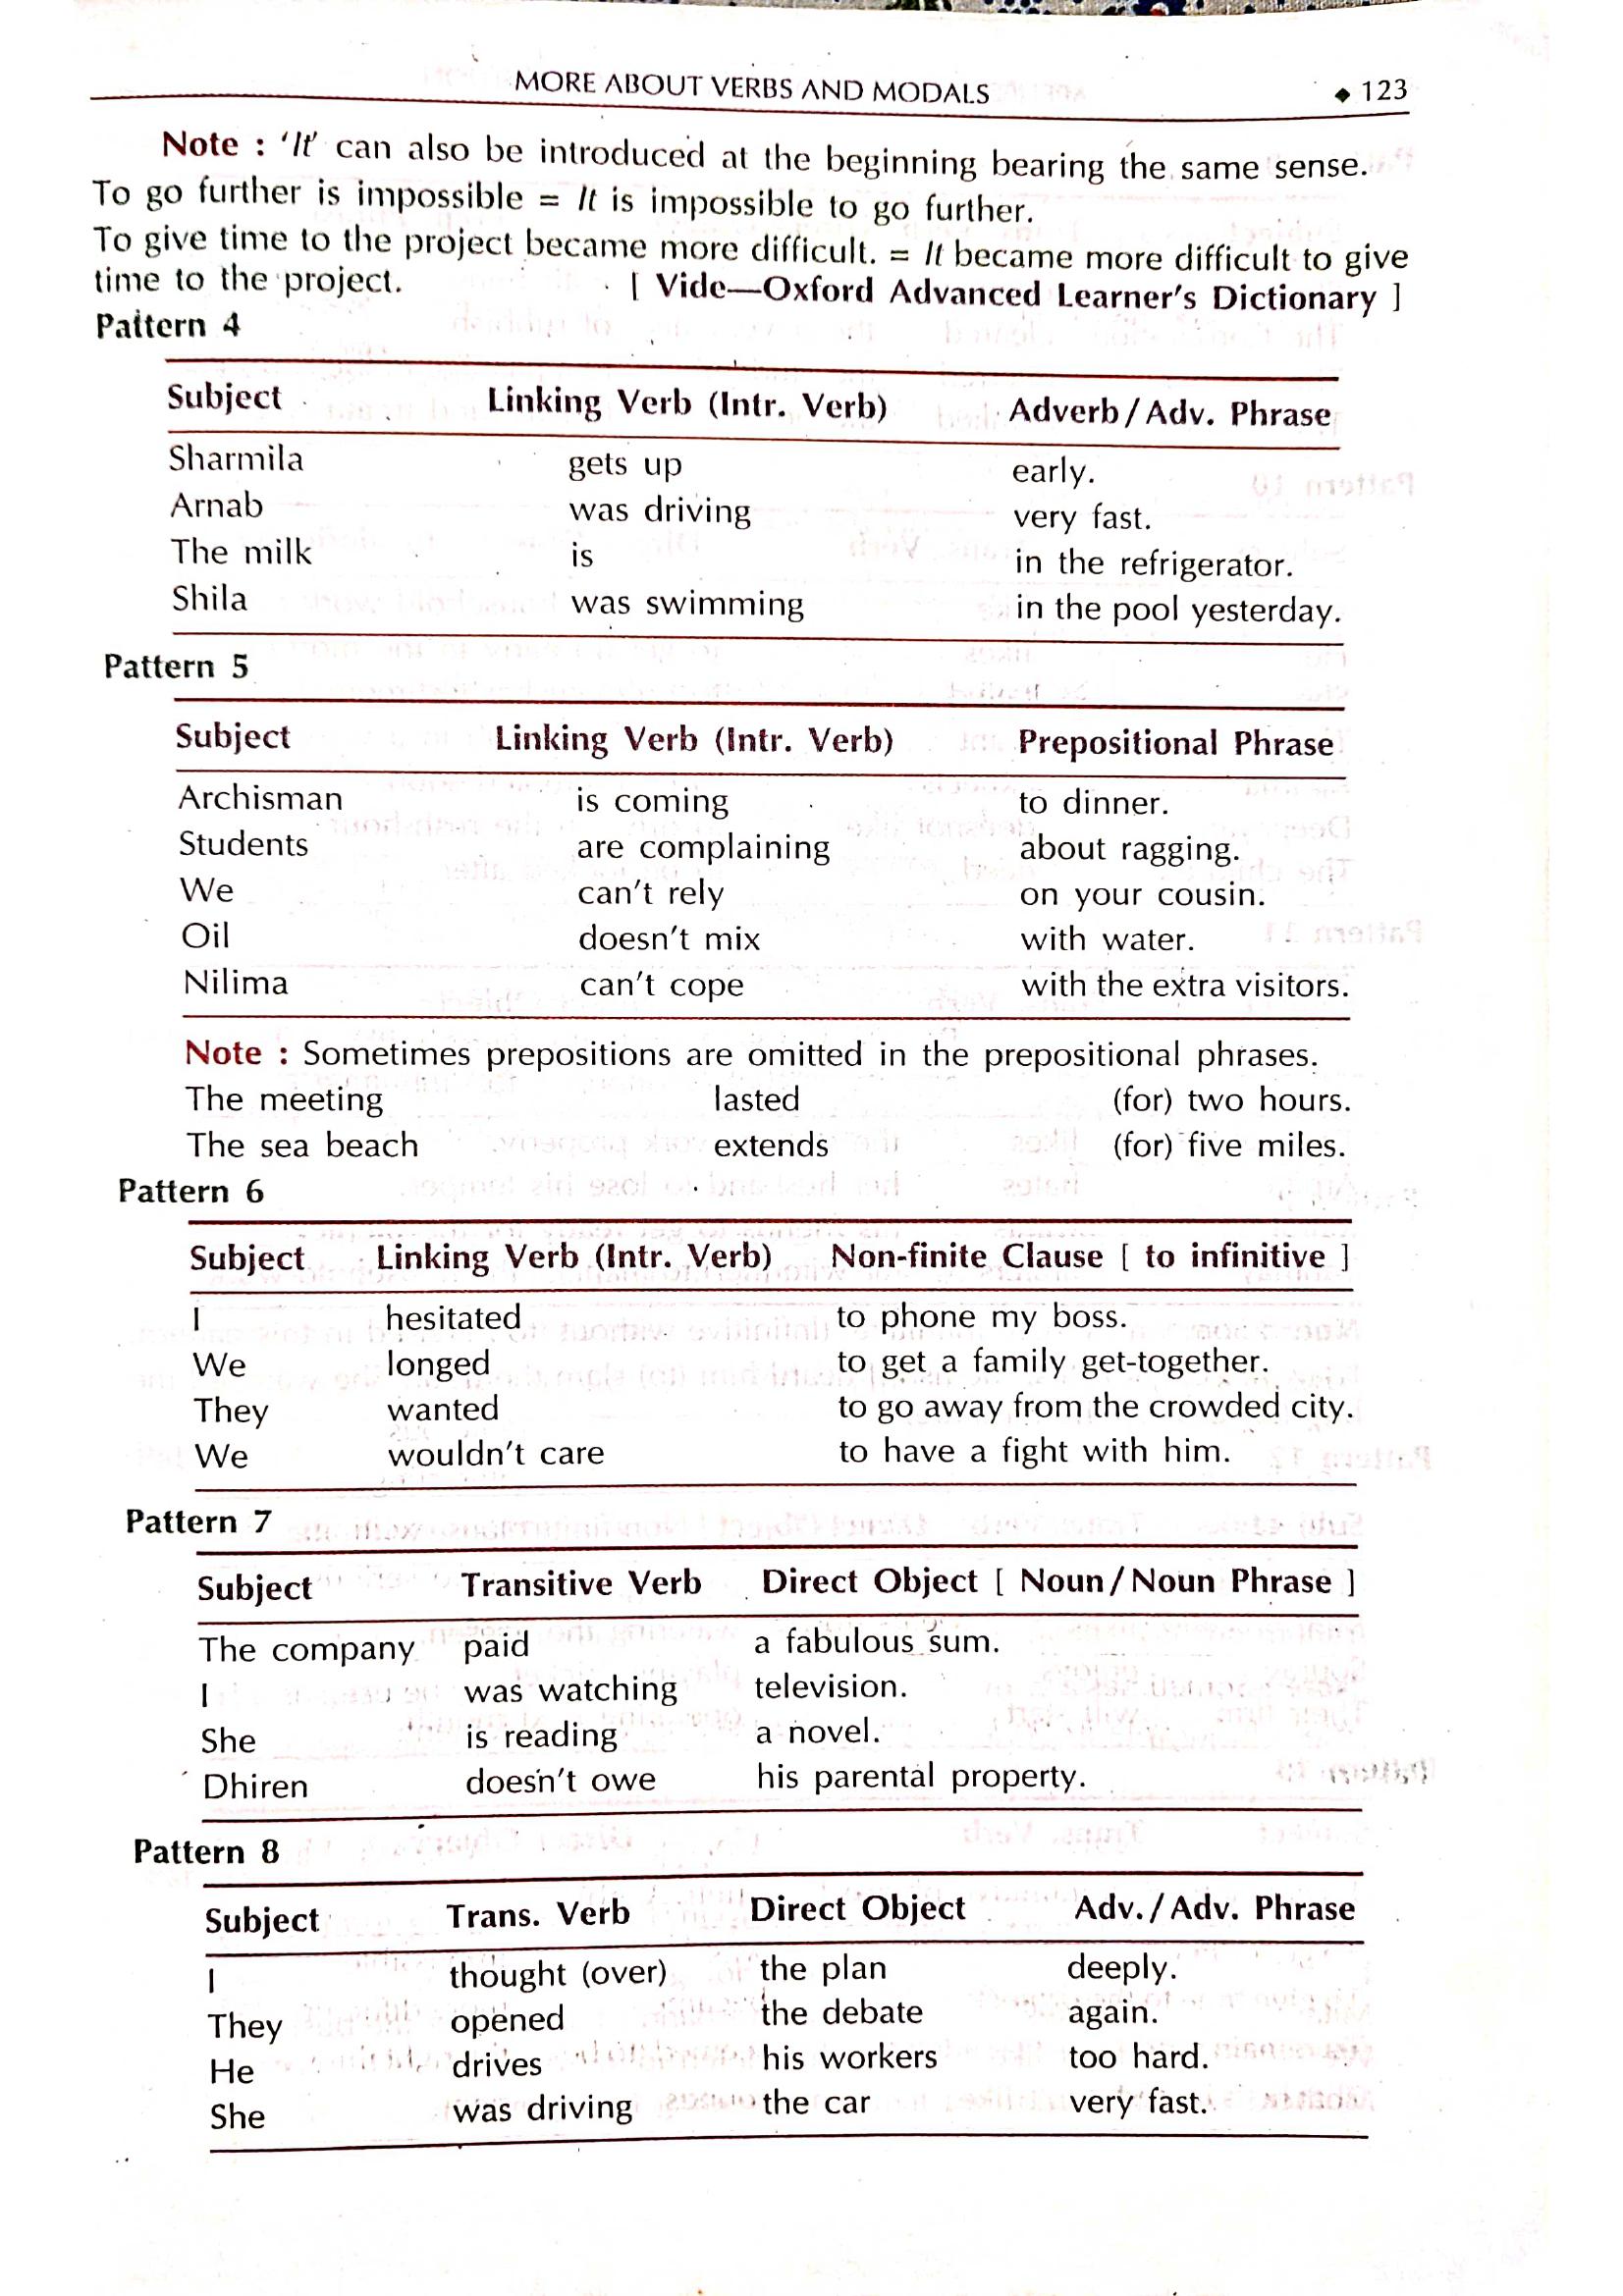 MORE ABOUT VERBS AND MODALS ◆ 123
Note : ‘It’ can also be introduced at the beginning bearing the same sense.
To go further is impossible = It is impossible to go further.
To give time to the project became more difficult. = It became more difficult to give
time to the project. [ Vide—Oxford Advanced Learner’s Dictionary ]
Pattern 4
Subject Linking Verb (Intr. Verb) Adverb / Adv. Phrase
Sharmila gets up early.
Arnab was driving very fast.
The milk is in the refrigerator.
Shila was swimming in the pool yesterday.
Pattern 5
Subject Linking Verb (Intr. Verb) Prepositional Phrase
Archisman is coming to dinner.
Students are complaining about ragging.
We can’t rely on your cousin.
Oil doesn’t mix with water.
Nilima can’t cope with the extra visitors.
Note : Sometimes prepositions are omitted in the prepositional phrases.
The meeting lasted (for) two hours.
The sea beach extends (for) five miles.
Pattern 6
Subject Linking Verb (Intr. Verb) Non-finite Clause [ to infinitive ]
I hesitated to phone my boss.
We longed to get a family get-together.
They wanted to go away from the crowded city.
We wouldn’t care to have a fight with him.
Pattern 7
Subject Transitive Verb Direct Object [ Noun / Noun Phrase ]
The company paid a fabulous sum.
I was watching television.
She is reading a novel.
Dhiren doesn’t owe his parental property.
Pattern 8
Subject Trans. Verb Direct Object Adv. / Adv. Phrase
I thought (over) the plan deeply.
They opened the debate again.
He drives his workers too hard.
She was driving the car very fast.